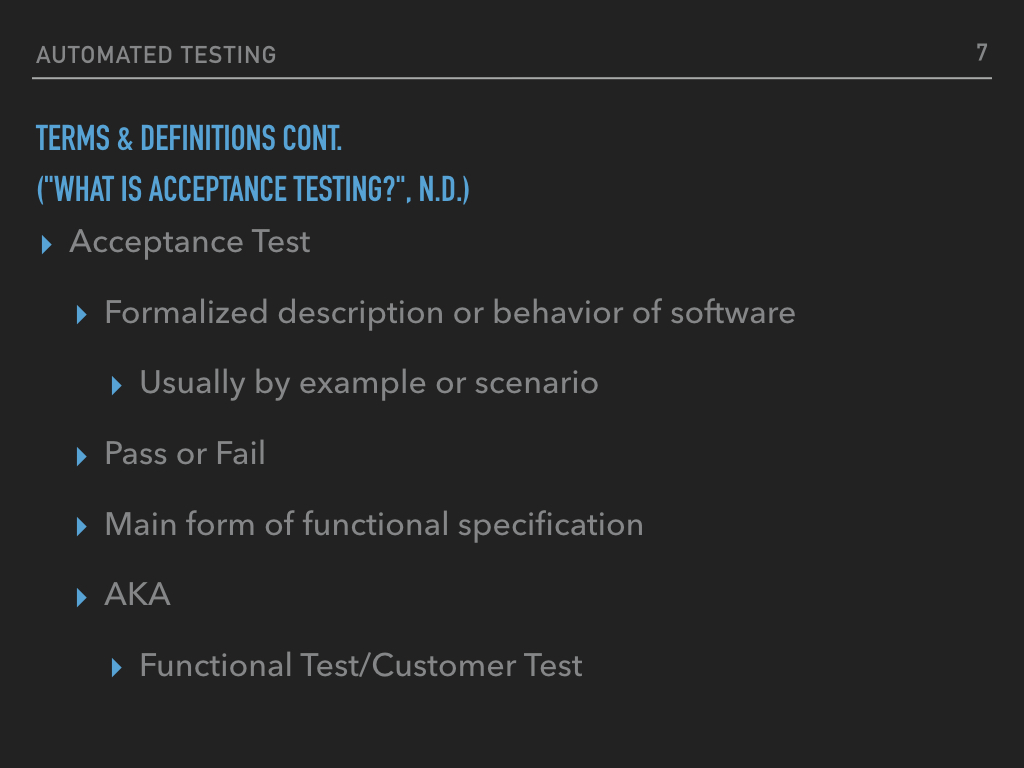 AUTOMATED TESTING
7
TERMS & DEFINITIONS CONT.
("WHAT IS ACCEPTANCE TESTING?", N.D.)
Acceptance Test
Formalized description or behavior of software
Usually by example or scenario
Pass or Fail
Main form of functional specification
AKA
Functional Test/Customer Test